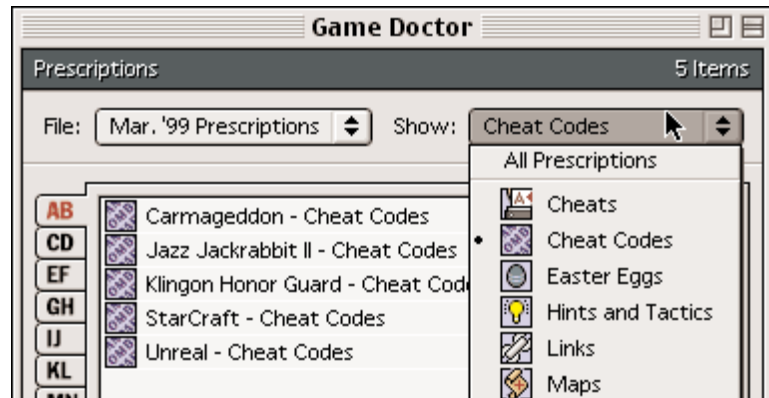 Game Doctor
Prescriptions 5 Items
File: Mar. '99 Prescriptions Show: Cheat Codes
All Prescriptions
Cheats
Cheat Codes
Easter Eggs
Hints and Tactics
Links
Maps
AB
CD
EF
GH
IJ
KL
MN
Carmageddon - Cheat Codes
Jazz Jackrabbit II - Cheat Codes
Klingon Honor Guard - Cheat Cod
StarCraft - Cheat Codes
Unreal - Cheat Codes